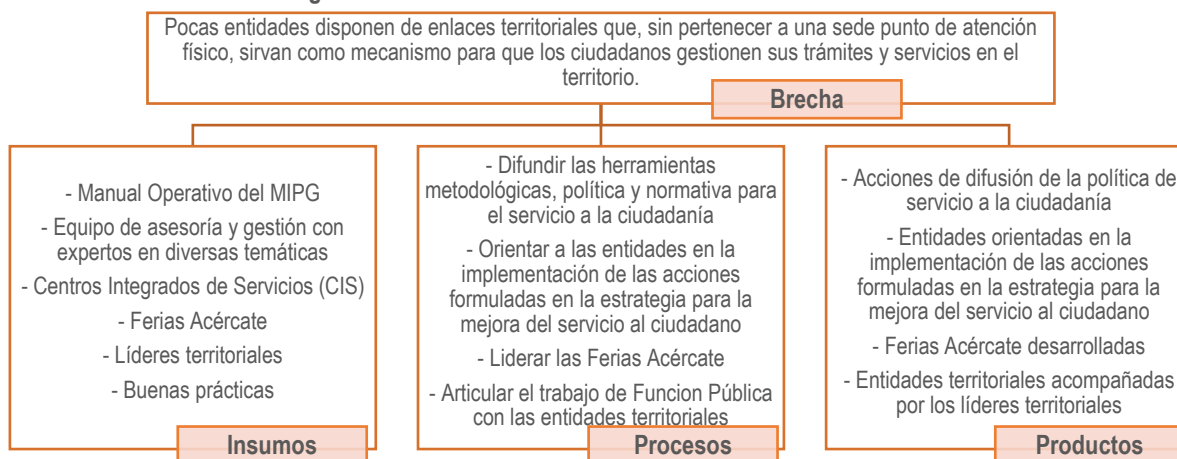 Pocas entidades disponen de enlaces territoriales que, sin pertenecer a una sede punto de atención
físico, sirvan como mecanismo para que los ciudadanos gestionen sus trámites y servicios en el
territorio.
Brecha
- Manual Operativo del MIPG
- Equipo de asesoría y gestión con
expertos en diversas temáticas
- Centros Integrados de Servicios (CIS)
- Ferias Acércate
- Líderes territoriales
- Buenas prácticas
Insumos
- Difundir las herramientas
metodológicas, política y normativa para
el servicio a la ciudadanía
- Orientar a las entidades en la
implementación de las acciones
formuladas en la estrategia para la
mejora del servicio al ciudadano
- Liderar las Ferias Acércate
- Articular el trabajo de Funcion Pública
con las entidades territoriales
Procesos
- Acciones de difusión de la política de
servicio a la ciudadanía
- Entidades orientadas en la
implementación de las acciones
formuladas en la estrategia para la
mejora del servicio al ciudadano
- Ferias Acércate desarrolladas
- Entidades territoriales acompañadas
por los líderes territoriales
Productos